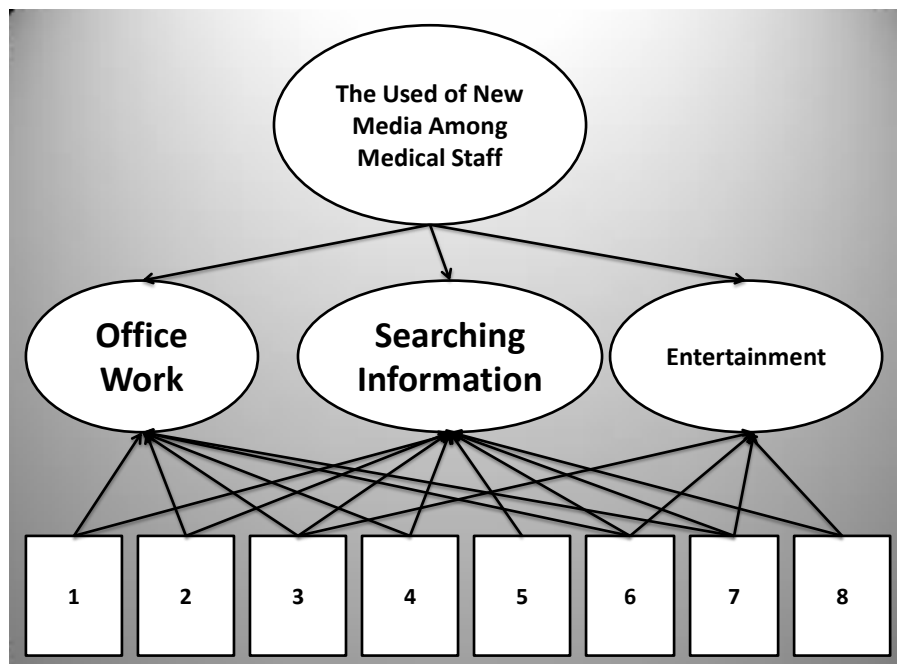 The Used of New
Media Among
Medical Staff
Office
Work
Searching
Information
Entertainment
1
2
3
4
5
6
7
8